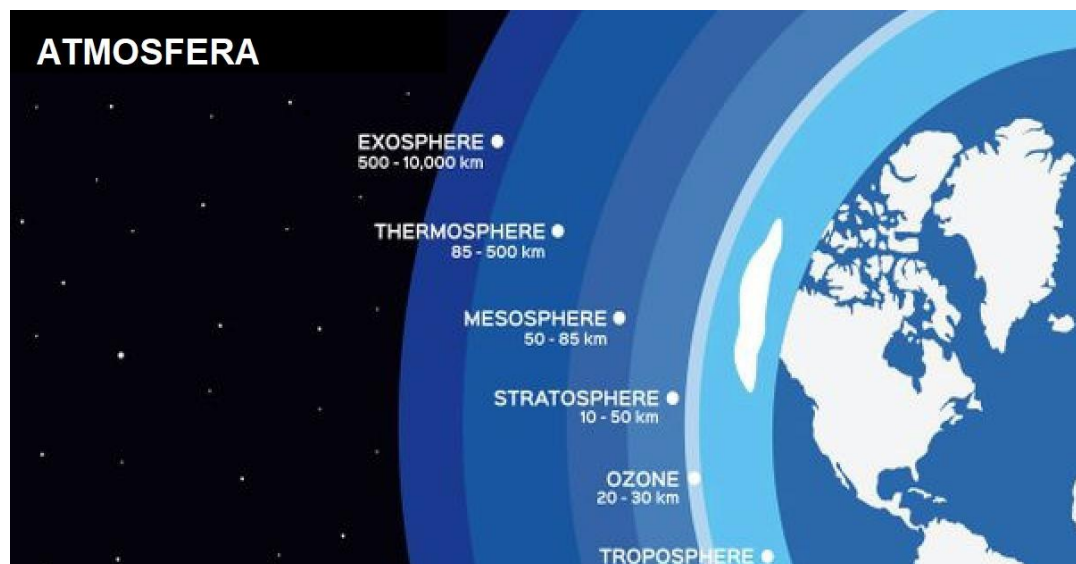 ATMOSFERA
EXOSPHERE
500 - 10,000 km
THERMOSPHERE
85 - 500 km
MESOSPHERE
50 - 85 km
STRATOSPHERE
10 - 50 km
OZONE
20 - 30 km
TROPOSPHERE